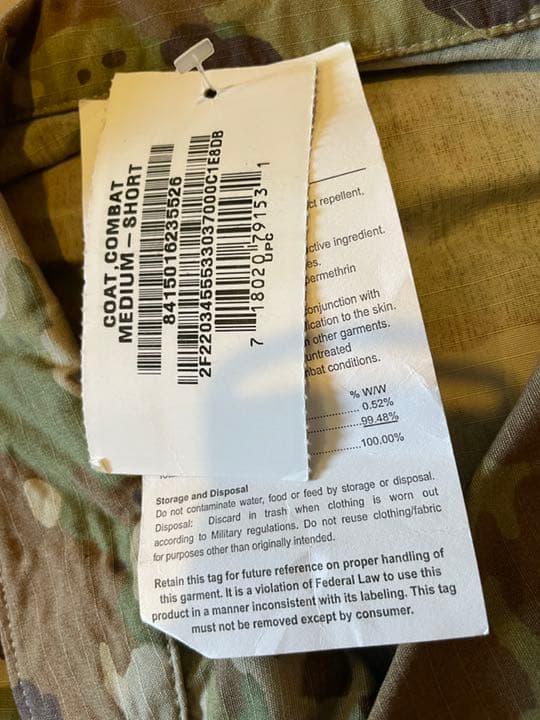 COAT, COMBAT
MEDIUM - SHORT
8415016235526
2F22034555533037000C1E8DB
7 18020 79153 1
UPC
ct repellent.
ctive ingredient.
es.
permethrin
conjunction with
lication to the skin.
n other garments.
untreated
bat conditions.
% W/W
0.52%
99.48%
100.00%
Storage and Disposal
Do not contaminate water, food or feed by storage or disposal.
Disposal: Discard in trash when clothing is worn out
according to Military regulations. Do not reuse clothing/fabric
for purposes other than originally intended.
Retain this tag for future reference on proper handling of
this garment. It is a violation of Federal Law to use this
product in a manner inconsistent with its labeling. This tag
must not be removed except by consumer.